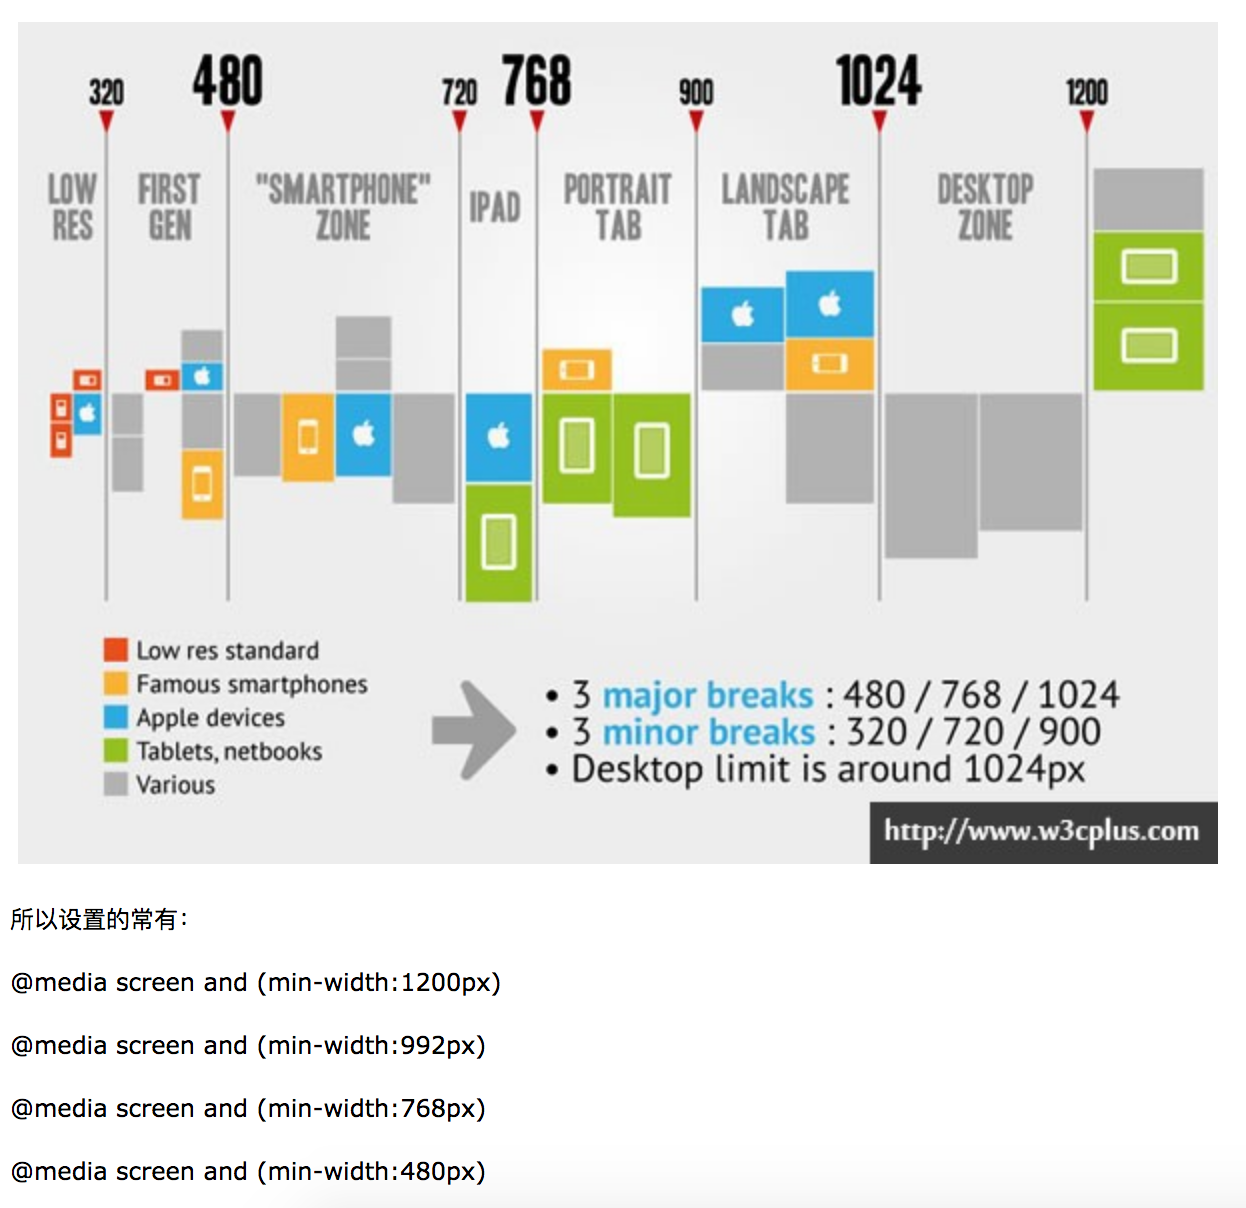 320 480 720 768 900 1024 1200
LOW RES
FIRST GEN
"SMARTPHONE" ZONE
IPAD
PORTRAIT TAB
LANDSCAPE TAB
DESKTOP ZONE
Low res standard
Famous smartphones
Apple devices
Tablets, netbooks
Various
• 3 major breaks : 480 / 768 / 1024
• 3 minor breaks : 320 / 720 / 900
• Desktop limit is around 1024px
http://www.w3cplus.com
所以设置的常有：
@media screen and (min-width:1200px)
@media screen and (min-width:992px)
@media screen and (min-width:768px)
@media screen and (min-width:480px)